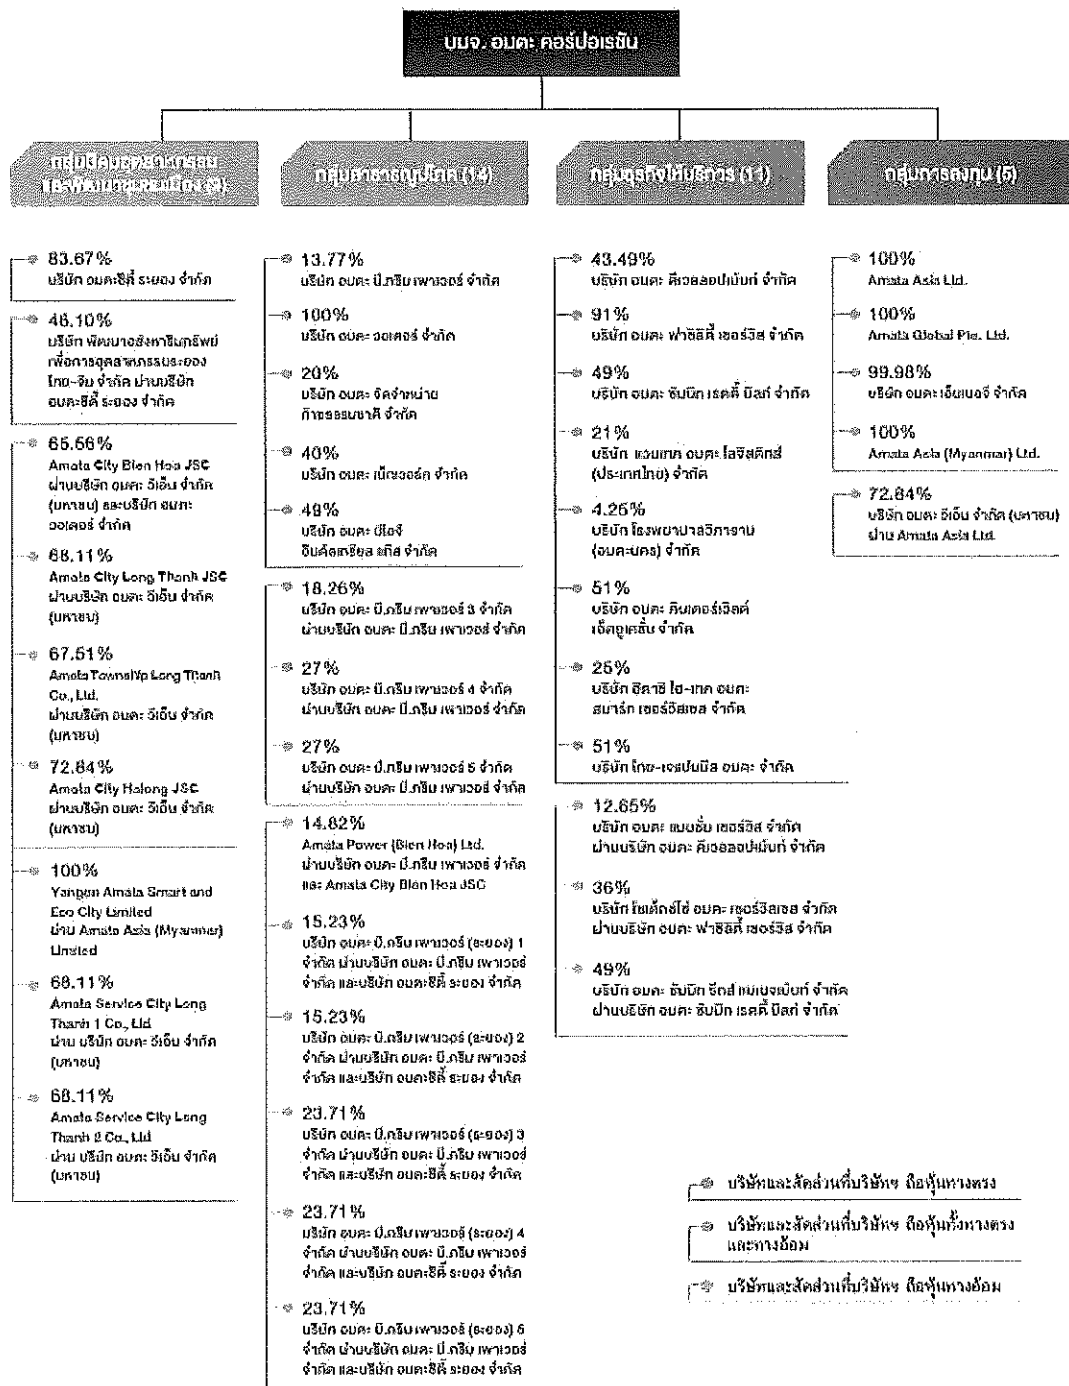 บมจ. อมตะ คอร์ปอเรชัน
กลุ่มนิคมอุตสาหกรรม
และพัฒนาชุมชนเมือง (9)
83.67%
บริษัท อมตะซิตี้ ระยอง จำกัด
46.10%
บริษัท พัฒนาอสังหาริมทรัพย์
เพื่อการอุตสาหกรรมระยอง
ไทย-จีน จำกัด ผ่านบริษัท
อมตะซิตี้ ระยอง จำกัด
65.56%
Amata City Bien Hoa JSC
ผ่านบริษัท อมตะ วีเอ็น จำกัด
(มหาชน) และบริษัท อมตะ
วอเตอร์ จำกัด
68.11%
Amata City Long Thanh JSC
ผ่านบริษัท อมตะ วีเอ็น จำกัด
(มหาชน)
67.51%
Amata Township Long Thanh
Co., Ltd.
ผ่านบริษัท อมตะ วีเอ็น จำกัด
(มหาชน)
72.84%
Amata City Halong JSC
ผ่านบริษัท อมตะ วีเอ็น จำกัด
(มหาชน)
100%
Yangon Amata Smart and
Eco City Limited
ผ่าน Amata Asia (Myanmar)
Limited
68.11%
Amata Service City Long
Thanh 1 Co., Ltd
ผ่าน บริษัท อมตะ วีเอ็น จำกัด
(มหาชน)
68.11%
Amata Service City Long
Thanh 2 Co., Ltd
ผ่าน บริษัท อมตะ วีเอ็น จำกัด
(มหาชน)
กลุ่มสาธารณูปโภค (14)
13.77%
บริษัท อมตะ บี.กริม เพาเวอร์ จำกัด
100%
บริษัท อมตะ วอเตอร์ จำกัด
20%
บริษัท อมตะ จัดจำหน่าย
ก๊าซธรรมชาติ จำกัด
40%
บริษัท อมตะ เน็ทเวอร์ค จำกัด
49%
บริษัท อมตะ บีไอจี
อินดัสเทรียล แก๊ส จำกัด
18.26%
บริษัท อมตะ บี.กริม เพาเวอร์ 3 จำกัด
ผ่านบริษัท อมตะ บี.กริม เพาเวอร์ จำกัด
27%
บริษัท อมตะ บี.กริม เพาเวอร์ 4 จำกัด
ผ่านบริษัท อมตะ บี.กริม เพาเวอร์ จำกัด
27%
บริษัท อมตะ บี.กริม เพาเวอร์ 5 จำกัด
ผ่านบริษัท อมตะ บี.กริม เพาเวอร์ จำกัด
14.82%
Amata Power (Bien Hoa) Ltd.
ผ่านบริษัท อมตะ บี.กริม เพาเวอร์ จำกัด
และ Amata City Bien Hoa JSC
15.23%
บริษัท อมตะ บี.กริม เพาเวอร์ (ระยอง) 1
จำกัด ผ่านบริษัท อมตะ บี.กริม เพาเวอร์
จำกัด และบริษัท อมตะซิตี้ ระยอง จำกัด
15.23%
บริษัท อมตะ บี.กริม เพาเวอร์ (ระยอง) 2
จำกัด ผ่านบริษัท อมตะ บี.กริม เพาเวอร์
จำกัด และบริษัท อมตะซิตี้ ระยอง จำกัด
23.71%
บริษัท อมตะ บี.กริม เพาเวอร์ (ระยอง) 3
จำกัด ผ่านบริษัท อมตะ บี.กริม เพาเวอร์
จำกัด และบริษัท อมตะซิตี้ ระยอง จำกัด
23.71%
บริษัท อมตะ บี.กริม เพาเวอร์ (ระยอง) 4
จำกัด ผ่านบริษัท อมตะ บี.กริม เพาเวอร์
จำกัด และบริษัท อมตะซิตี้ ระยอง จำกัด
23.71%
บริษัท อมตะ บี.กริม เพาเวอร์ (ระยอง) 5
จำกัด ผ่านบริษัท อมตะ บี.กริม เพาเวอร์
จำกัด และบริษัท อมตะซิตี้ ระยอง จำกัด
กลุ่มธุรกิจให้บริการ (11)
43.49%
บริษัท อมตะ ดีเวลลอปเม้นท์ จำกัด
91%
บริษัท อมตะ ฟาซิลิตี้ เซอร์วิส จำกัด
49%
บริษัท อมตะ ซัมมิท เรดดี้ บิลท์ จำกัด
21%
บริษัท แวนเทค อมตะ โลจิสติกส์
(ประเทศไทย) จำกัด
4.25%
บริษัท โรงพยาบาลวิภาราม
(อมตะนคร) จำกัด
51%
บริษัท อมตะ อินเตอร์เวิลด์
เอ็ดดูเคชั่น จำกัด
25%
บริษัท ฮิตาชิ ไฮ-เทค อมตะ
สมาร์ท เซอร์วิสเซส จำกัด
51%
บริษัท ไทย-เจแปนนีส อมตะ จำกัด
12.65%
บริษัท อมตะ แมนชั่น เซอร์วิส จำกัด
ผ่านบริษัท อมตะ ดีเวลลอปเม้นท์ จำกัด
36%
บริษัท โซเด็กซ์โซ่ อมตะ เซอร์วิสเซส จำกัด
ผ่านบริษัท อมตะ ฟาซิลิตี้ เซอร์วิส จำกัด
49%
บริษัท อมตะ ซัมมิท รีทส์ แมเนจเม้นท์ จำกัด
ผ่านบริษัท อมตะ ซัมมิท เรดดี้ บิลท์ จำกัด
กลุ่มการลงทุน (5)
100%
Amata Asia Ltd.
100%
Amata Global Pte. Ltd.
99.98%
บริษัท อมตะ เอ็นเนอจี จำกัด
100%
Amata Asia (Myanmar) Ltd.
72.84%
บริษัท อมตะ วีเอ็น จำกัด (มหาชน)
ผ่าน Amata Asia Ltd.
บริษัทและสัดส่วนที่บริษัทฯ ถือหุ้นทางตรง
บริษัทและสัดส่วนที่บริษัทฯ ถือหุ้นทั้งทางตรง
และทางอ้อม
บริษัทและสัดส่วนที่บริษัทฯ ถือหุ้นทางอ้อม